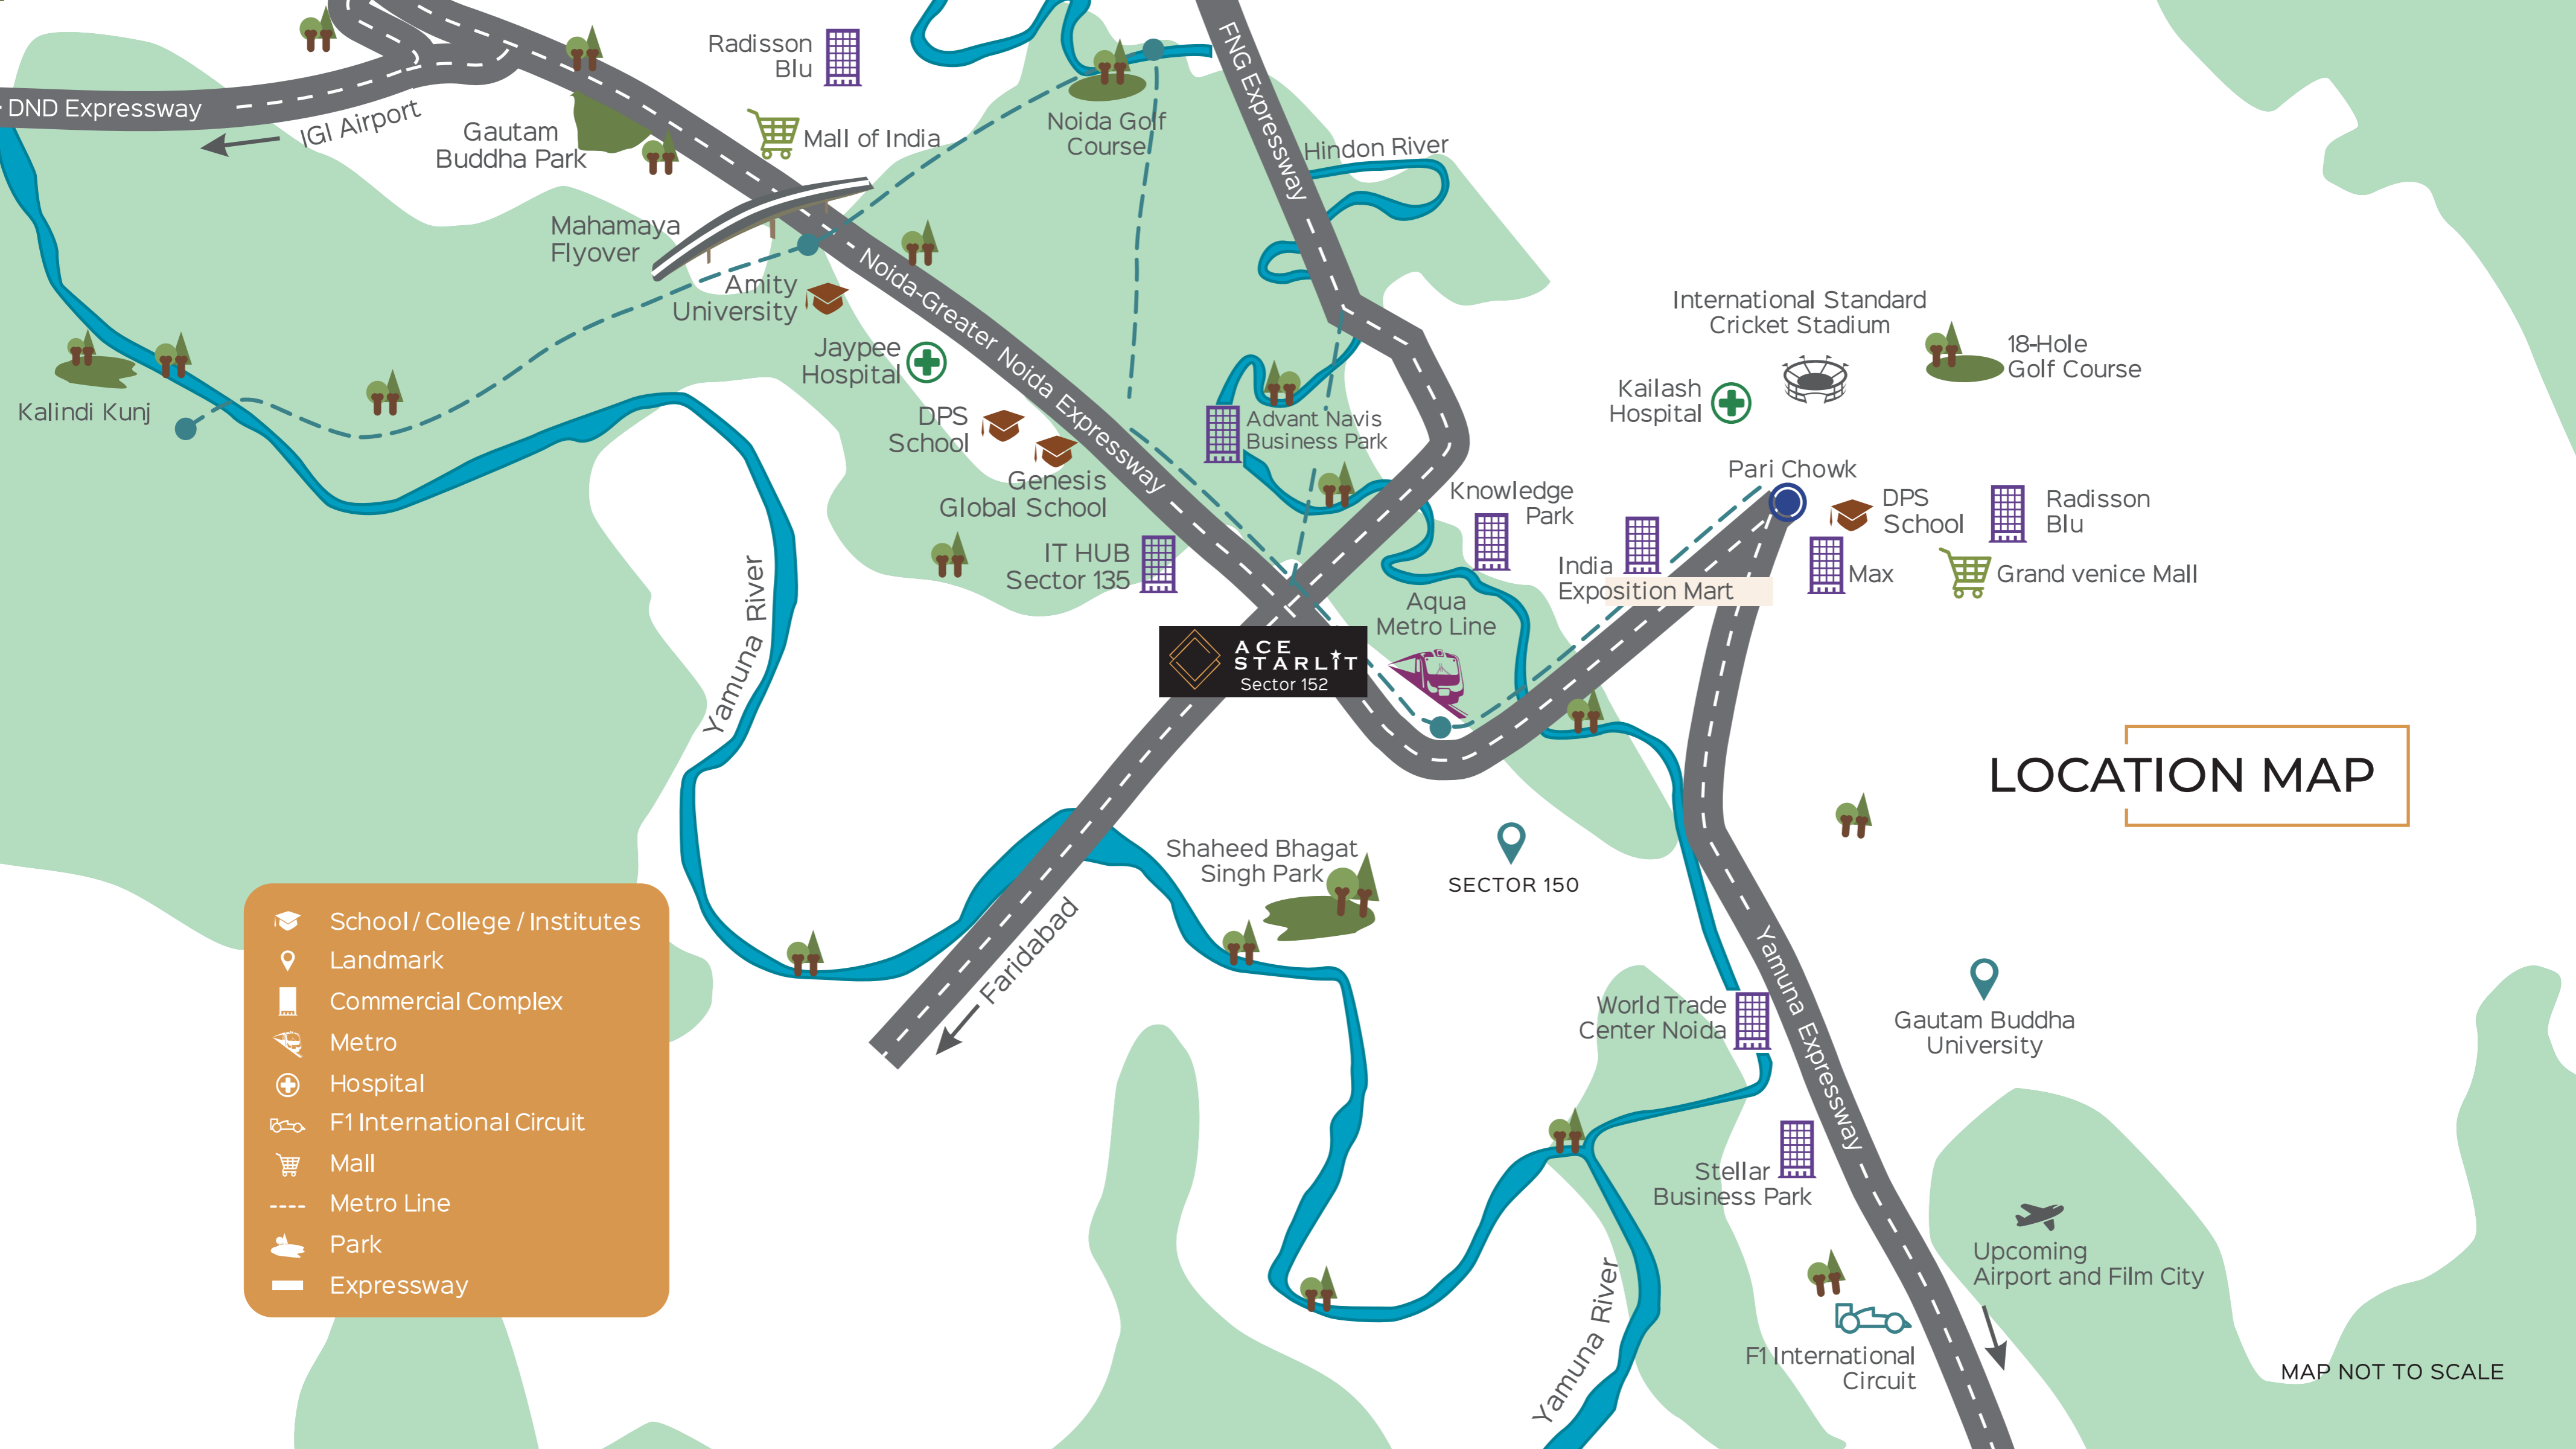 DND Expressway
IGI Airport
Gautam
Buddha Park
Radisson
Blu
Mall of India
Noida Golf
Course
FNG Expressway
Hindon River
Mahamaya
Flyover
Amity
University
Noida-Greater Noida Expressway
Jaypee
Hospital
DPS
School
Genesis
Global School
IT HUB
Sector 135
Kalindi Kunj
Advant Navis
Business Park
International Standard
Cricket Stadium
18-Hole
Golf Course
Kailash
Hospital
Pari Chowk
Knowledge
Park
DPS
School
Radisson
Blu
India
Exposition Mart
Max
Grand venice Mall
Aqua
Metro Line
Yamuna River
ACE
STARLIT
Sector 152
LOCATION MAP
Shaheed Bhagat
Singh Park
SECTOR 150
Faridabad
School / College / Institutes
Landmark
Commercial Complex
Metro
Hospital
F1 International Circuit
Mall
Metro Line
Park
Expressway
Yamuna Expressway
World Trade
Center Noida
Gautam Buddha
University
Stellar
Business Park
Upcoming
Airport and Film City
Yamuna River
F1 International
Circuit
MAP NOT TO SCALE